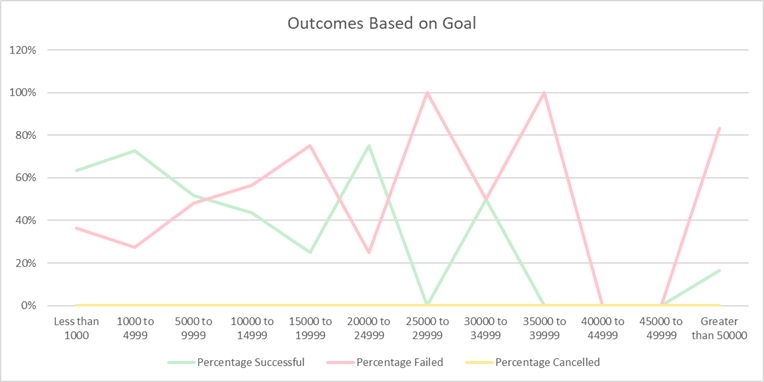 Outcomes Based on Goal
120%
100%
80%
60%
40%
20%
0%
Less than 1000 to 5000 to 10000 to 15000 to 20000 to 25000 to 30000 to 35000 to 40000 to 45000 to Greater
1000 4999 9999 14999 19999 24999 29999 34999 39999 44999 49999 than 50000
Percentage Successful Percentage Failed Percentage Cancelled